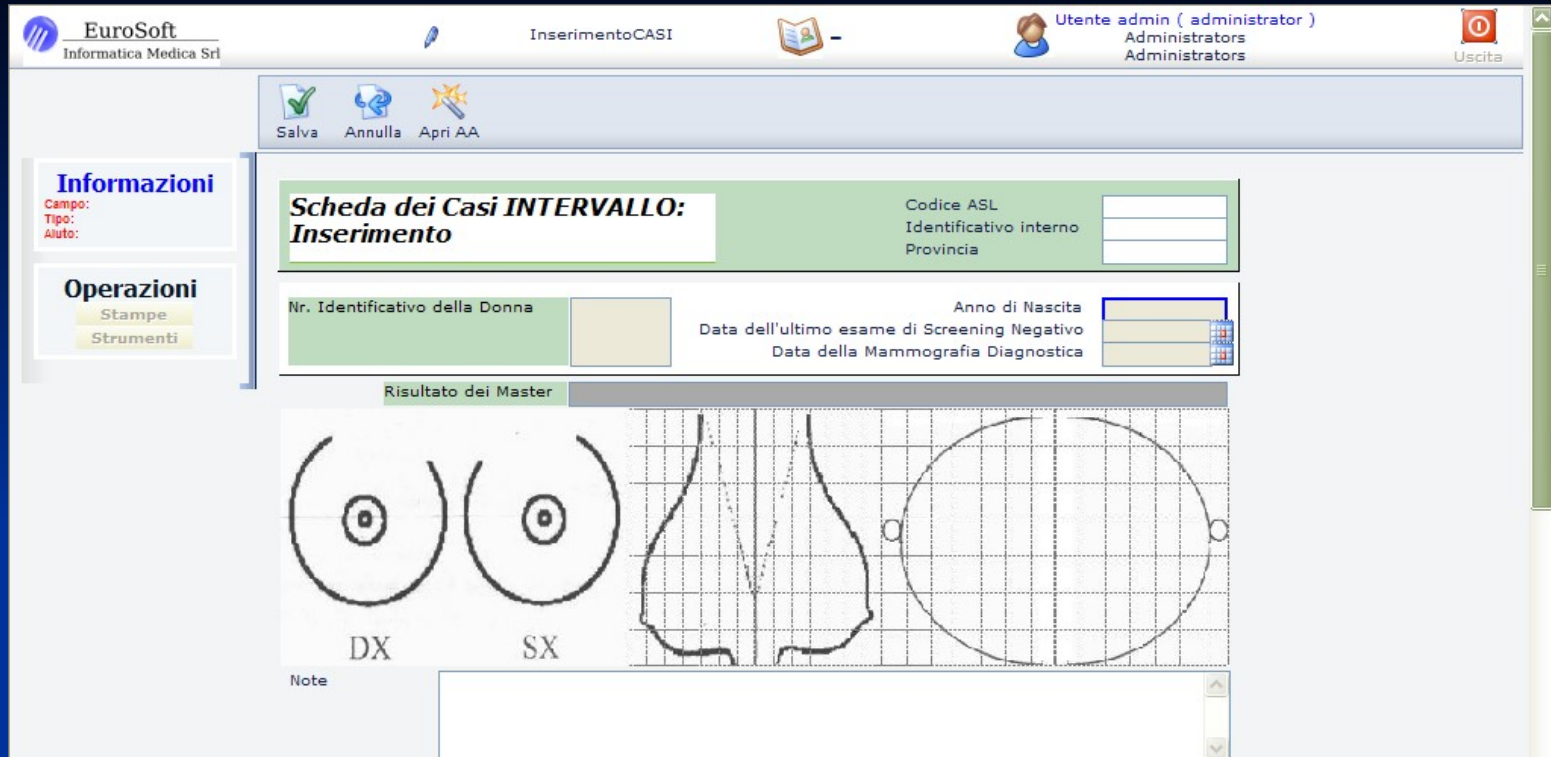 EuroSoft
Informatica Medica Srl
InserimentoCASI
-
Utente admin ( administrator )
Administrators
Administrators
Uscita
Salva Annulla Apri AA
Informazioni
Campo:
Tipo:
Aiuto:
Operazioni
Stampe
Strumenti
Scheda dei Casi INTERVALLO:
Inserimento
Codice ASL
Identificativo interno
Provincia
Nr. Identificativo della Donna
Anno di Nascita
Data dell'ultimo esame di Screening Negativo
Data della Mammografia Diagnostica
Risultato dei Master
DX SX
Note